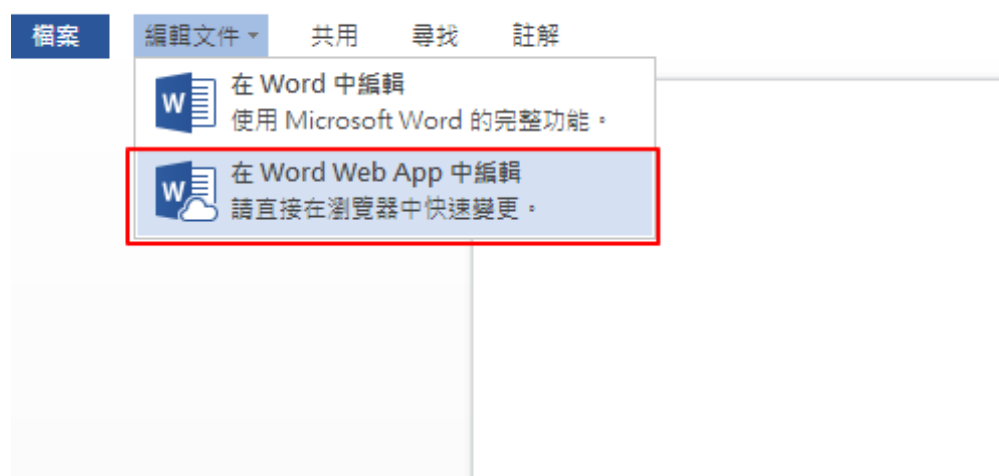 檔案 編輯文件 共用 尋找 註解
在 Word 中編輯
使用 Microsoft Word 的完整功能。
在 Word Web App 中編輯
請直接在瀏覽器中快速變更。